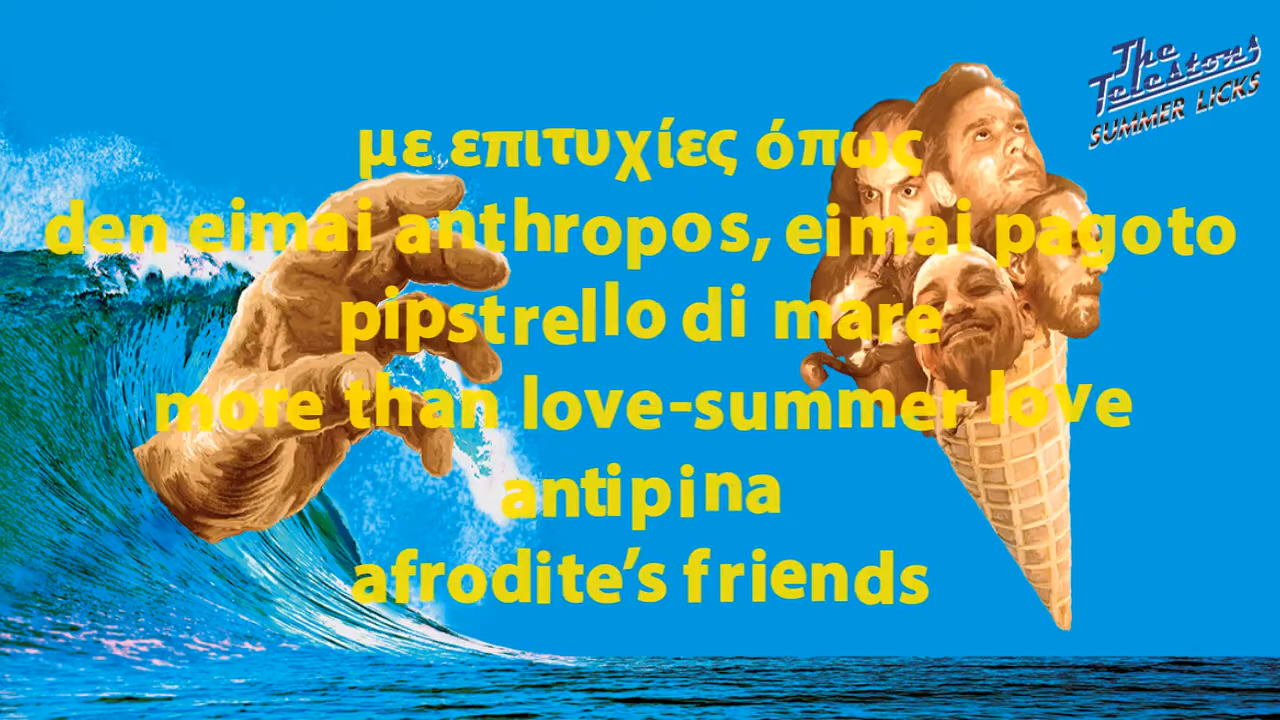 The
Telestons
SUMMER LICKS
με επιτυχίες όπως
den eimai anthropos, eimai pagoto
pipstrello di mare
more than love-summer love
antipina
afrodite’s friends